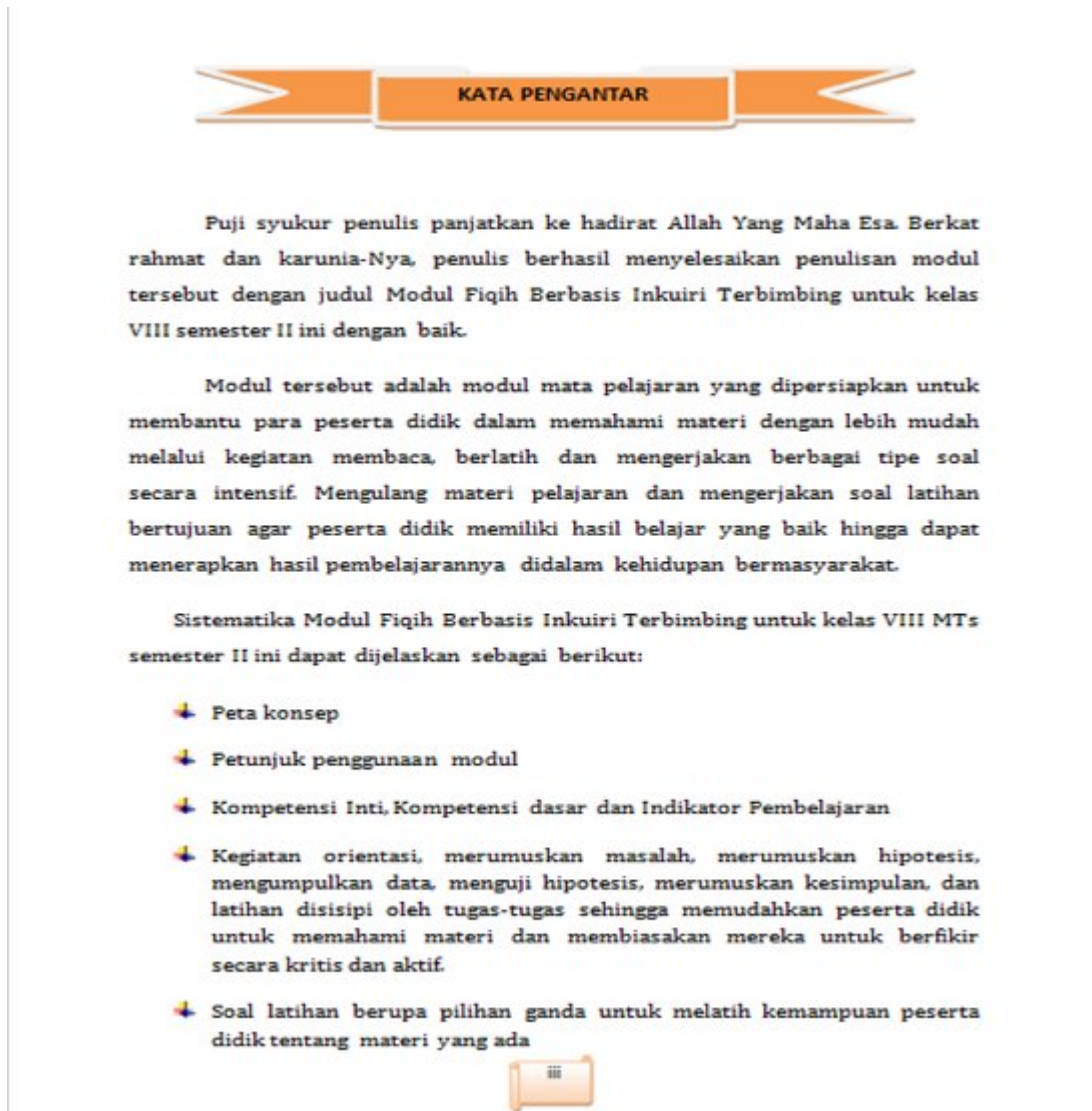 KATA PENGANTAR
Puji syukur penulis panjatkan ke hadirat Allah Yang Maha Esa. Berkat
rahmat dan karunia-Nya, penulis berhasil menyelesaikan penulisan modul
tersebut dengan judul Modul Fiqih Berbasis Inkuiri Terbimbing untuk kelas
VIII semester II ini dengan baik.
Modul tersebut adalah modul mata pelajaran yang dipersiapkan untuk
membantu para peserta didik dalam memahami materi dengan lebih mudah
melalui kegiatan membaca, berlatih dan mengerjakan berbagai tipe soal
secara intensif. Mengulang materi pelajaran dan mengerjakan soal latihan
bertujuan agar peserta didik memiliki hasil belajar yang baik hingga dapat
menerapkan hasil pembelajarannya didalam kehidupan bermasyarakat.
Sistematika Modul Fiqih Berbasis Inkuiri Terbimbing untuk kelas VIII MTs
semester II ini dapat dijelaskan sebagai berikut:
Peta konsep
Petunjuk penggunaan modul
Kompetensi Inti, Kompetensi dasar dan Indikator Pembelajaran
Kegiatan orientasi, merumuskan masalah, merumuskan hipotesis,
mengumpulkan data, menguji hipotesis, merumuskan kesimpulan, dan
latihan disisipi oleh tugas-tugas sehingga memudahkan peserta didik
untuk memahami materi dan membiasakan mereka untuk berfikir
secara kritis dan aktif.
Soal latihan berupa pilihan ganda untuk melatih kemampuan peserta
didik tentang materi yang ada
iii